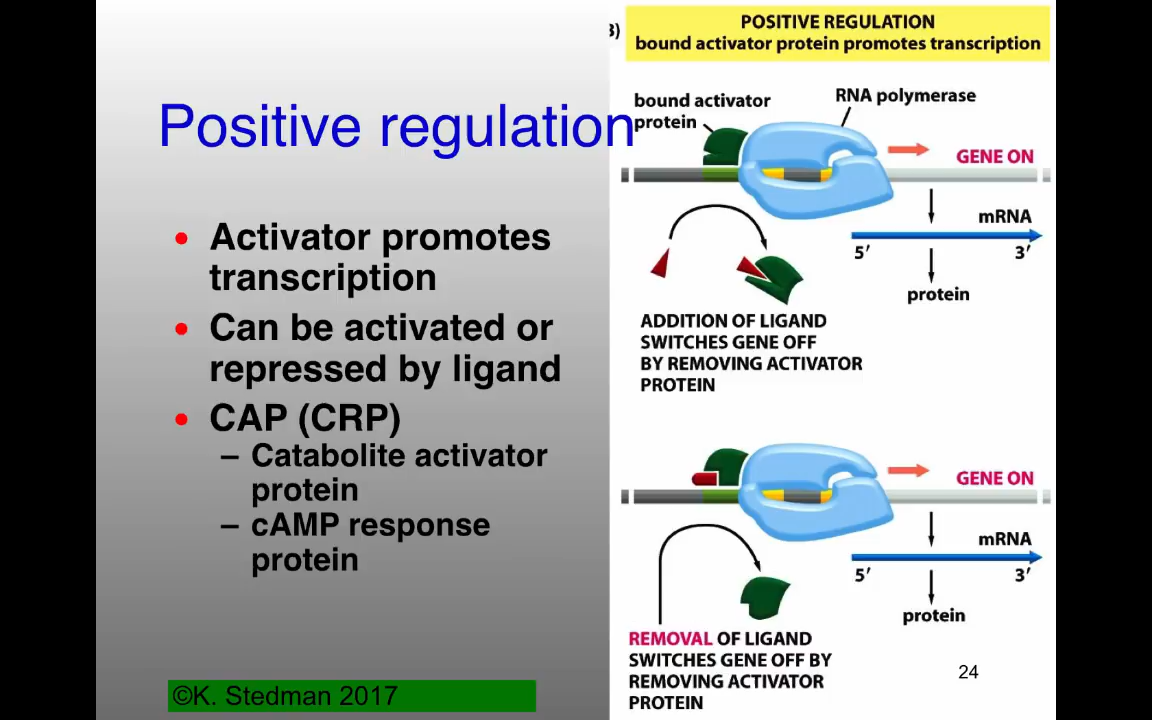 Positive regulation
• Activator promotes
transcription
• Can be activated or
repressed by ligand
• CAP (CRP)
– Catabolite activator
protein
– cAMP response
protein
©K. Stedman 2017
B)
POSITIVE REGULATION
bound activator protein promotes transcription
bound activator
protein
RNA polymerase
GENE ON
mRNA
5′ 3′
protein
ADDITION OF LIGAND
SWITCHES GENE OFF
BY REMOVING ACTIVATOR
PROTEIN
GENE ON
mRNA
5′ 3′
protein
REMOVAL OF LIGAND
SWITCHES GENE OFF BY
REMOVING ACTIVATOR
PROTEIN
24